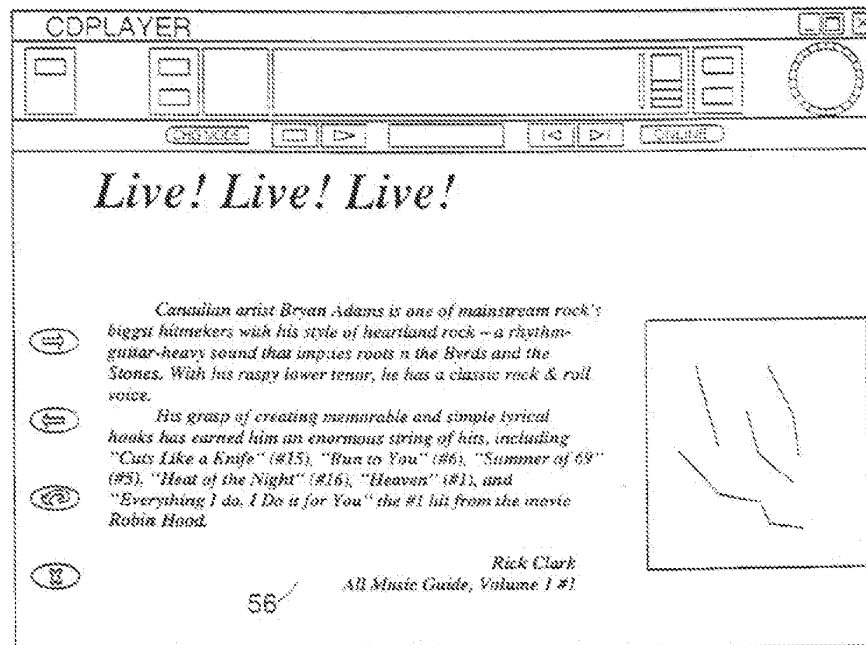 CDPLAYER
ONLINE
Live! Live! Live!
Canadian artist Bryan Adams is one of mainstream rock's
biggst hitmekers with his style of heartland rock – a rhythm-
guitar-heavy sound that impues roots n the Byrds and the
Stones. With his raspy lower tenor, he has a classic rock & roll
voice.
His grasp of creating memorable and simple lyrical
hooks has earned him an enormous string of hits, including
"Cuts Like a Knife" (#15), "Run to You" (#6), "Summer of 69"
(#5), "Heat of the Night" (#16), "Heaven" (#1), and
"Everything I do, I Do it for You" the #1 hit from the movie
Robin Hood.
Rick Clark
All Music Guide, Volume 1 #1
56